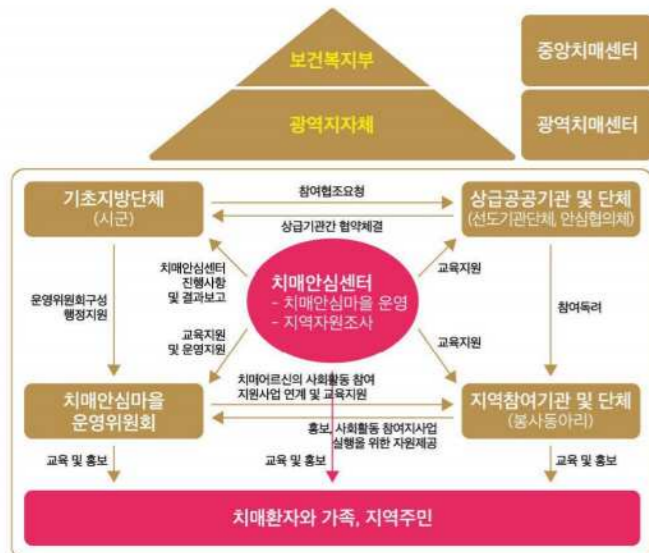 보건복지부
중앙치매센터
광역지자체
광역치매센터
기초지방단체
(시군)
참여협조요청
상급기관간 협약체결
상급공공기관 및 단체
(선도기관단체, 안심협의체)
치매안심센터
진행사항
및 결과보고
치매안심센터
- 치매안심마을 운영
- 지역자원조사
교육지원
운영위원회구성
행정지원
참여독려
교육지원
및 운영지원
교육지원
치매안심마을
운영위원회
치매어르신의 사회활동 참여
지원사업 연계 및 교육지원
홍보, 사회활동 참여지사업
실행을 위한 자원제공
지역참여기관 및 단체
(봉사동아리)
교육 및 홍보
교육 및 홍보
교육 및 홍보
치매환자와 가족, 지역주민